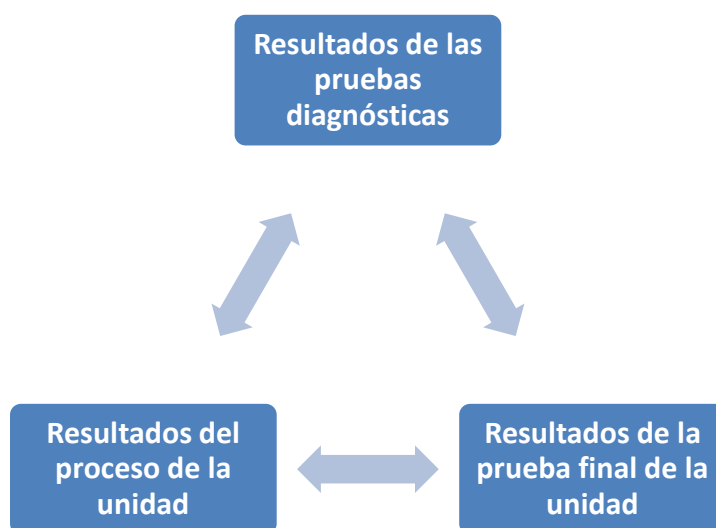 Resultados de las
pruebas
diagnósticas
Resultados del
proceso de la
unidad
Resultados de la
prueba final de la
unidad